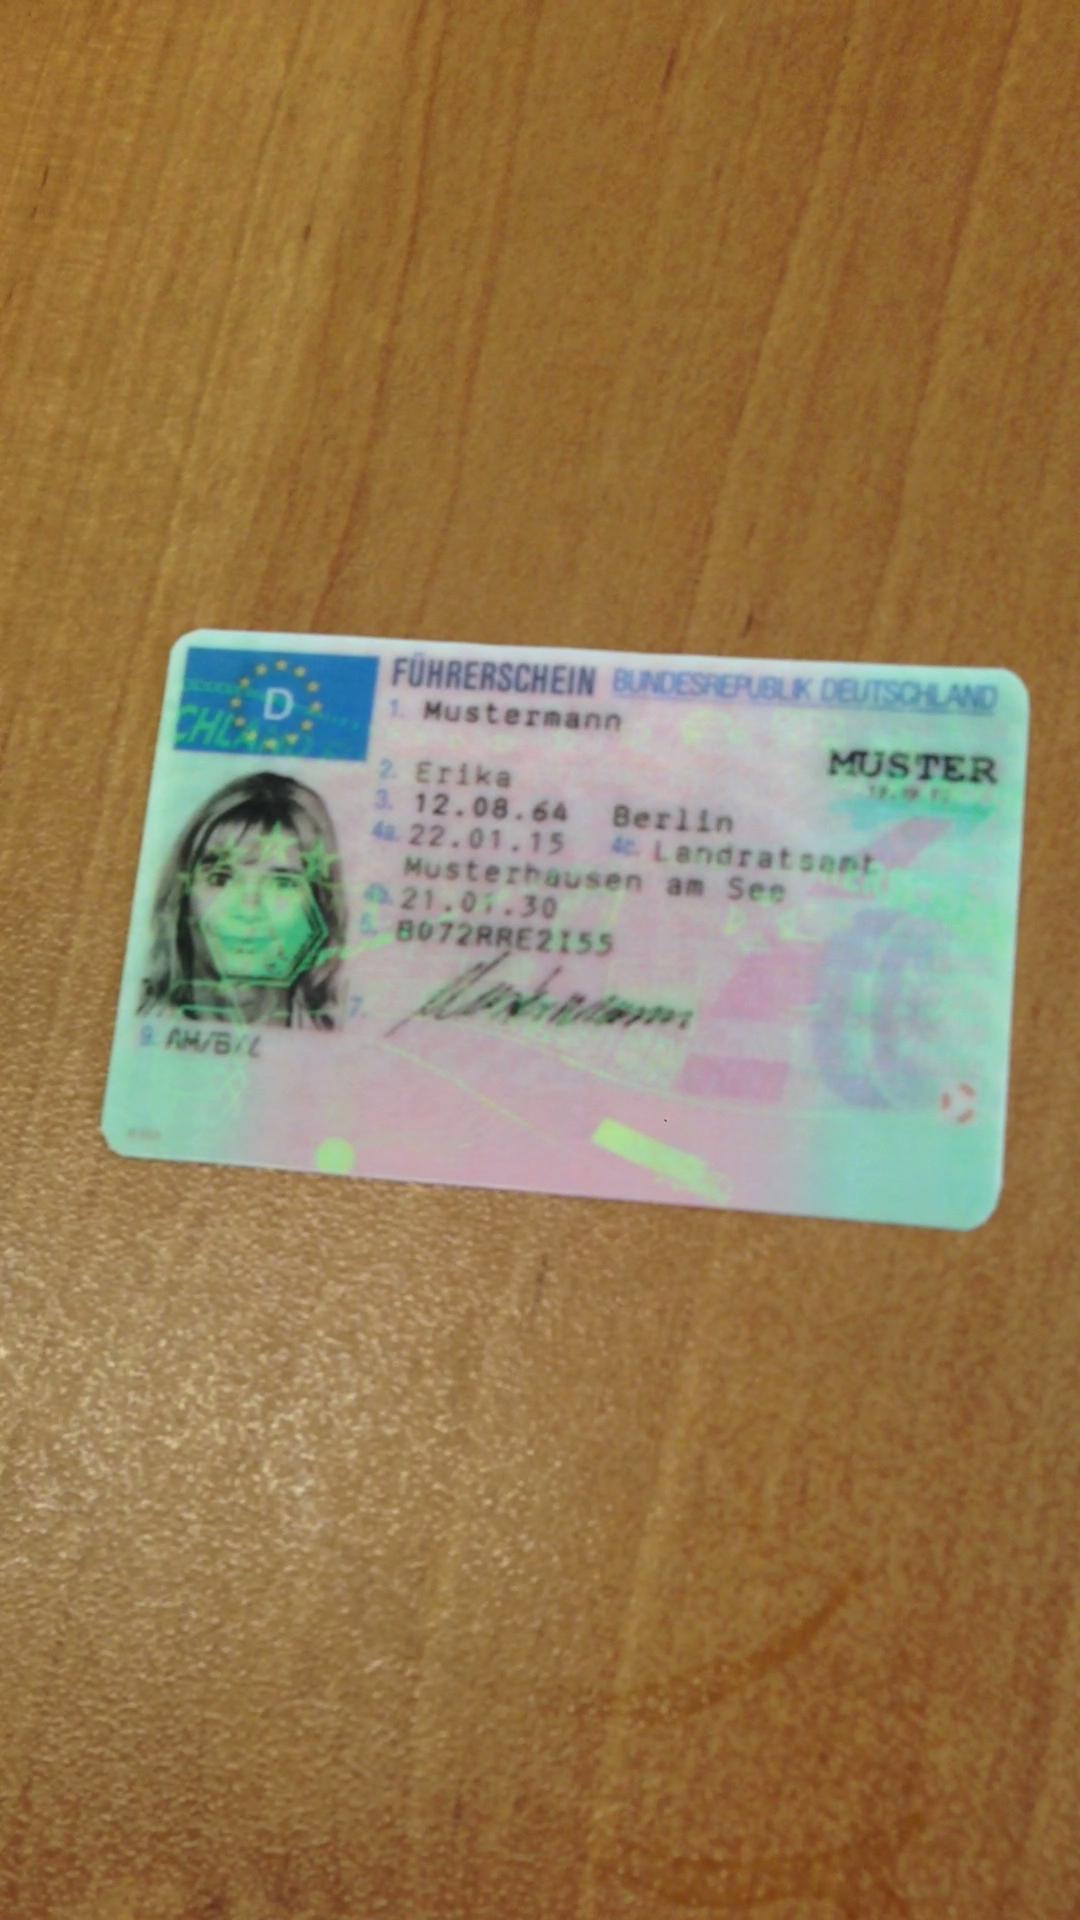 D
FÜHRERSCHEIN BUNDESREPUBLIK DEUTSCHLAND
1. Mustermann
MUSTER
2. Erika
3. 12.08.64 Berlin
4a. 22.01.15 4c. Landratsamt
Musterhausen am See
4b. 21.01.30
5. B072RRE2I55
7.
9. AM/B/L